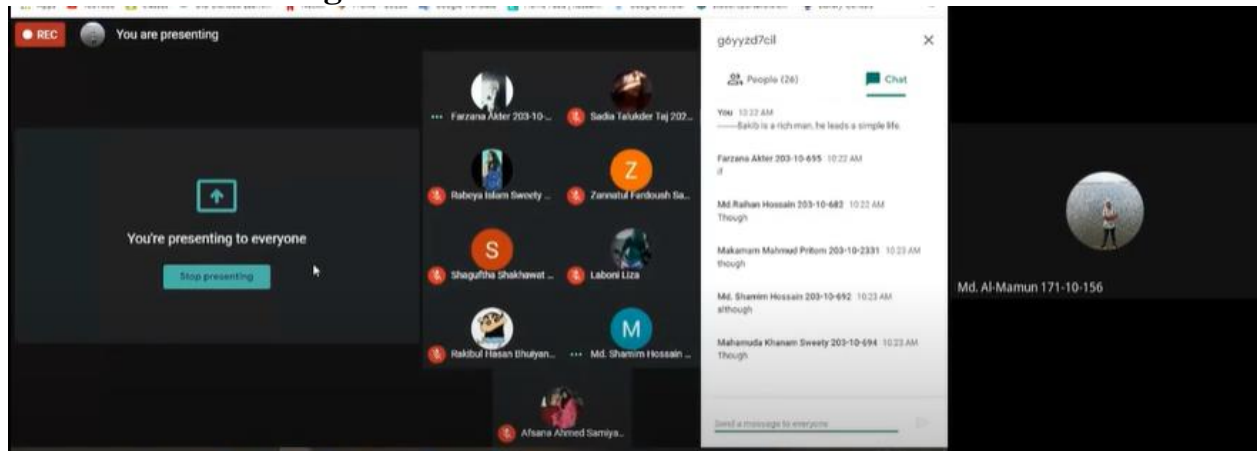 REC
You are presenting
You're presenting to everyone
Stop presenting
Farzana Akter 203-10-...
Sadia Talukder Taj 202...
Rabeya Islam Sweety ...
Zannatul Fardoush Sa...
Shaguftha Shakhawat ...
Laboni Liza
Rakibul Hasan Bhuiyan...
Md. Shamim Hossain ...
Afsana Ahmed Samiya...
g6yyzd7cil
People (26)
Chat
You 10:22 AM
-------Sakib is a rich man, he leads a simple life.
Farzana Akter 203-10-695 10:22 AM
if
Md.Raihan Hossain 203-10-682 10:22 AM
Though
Makamam Mahmud Pritom 203-10-2331 10:23 AM
though
Md. Shamim Hossain 203-10-692 10:23 AM
although
Mahamuda Khanam Sweety 203-10-694 10:23 AM
Though
Send a message to everyone
Md. Al-Mamun 171-10-156